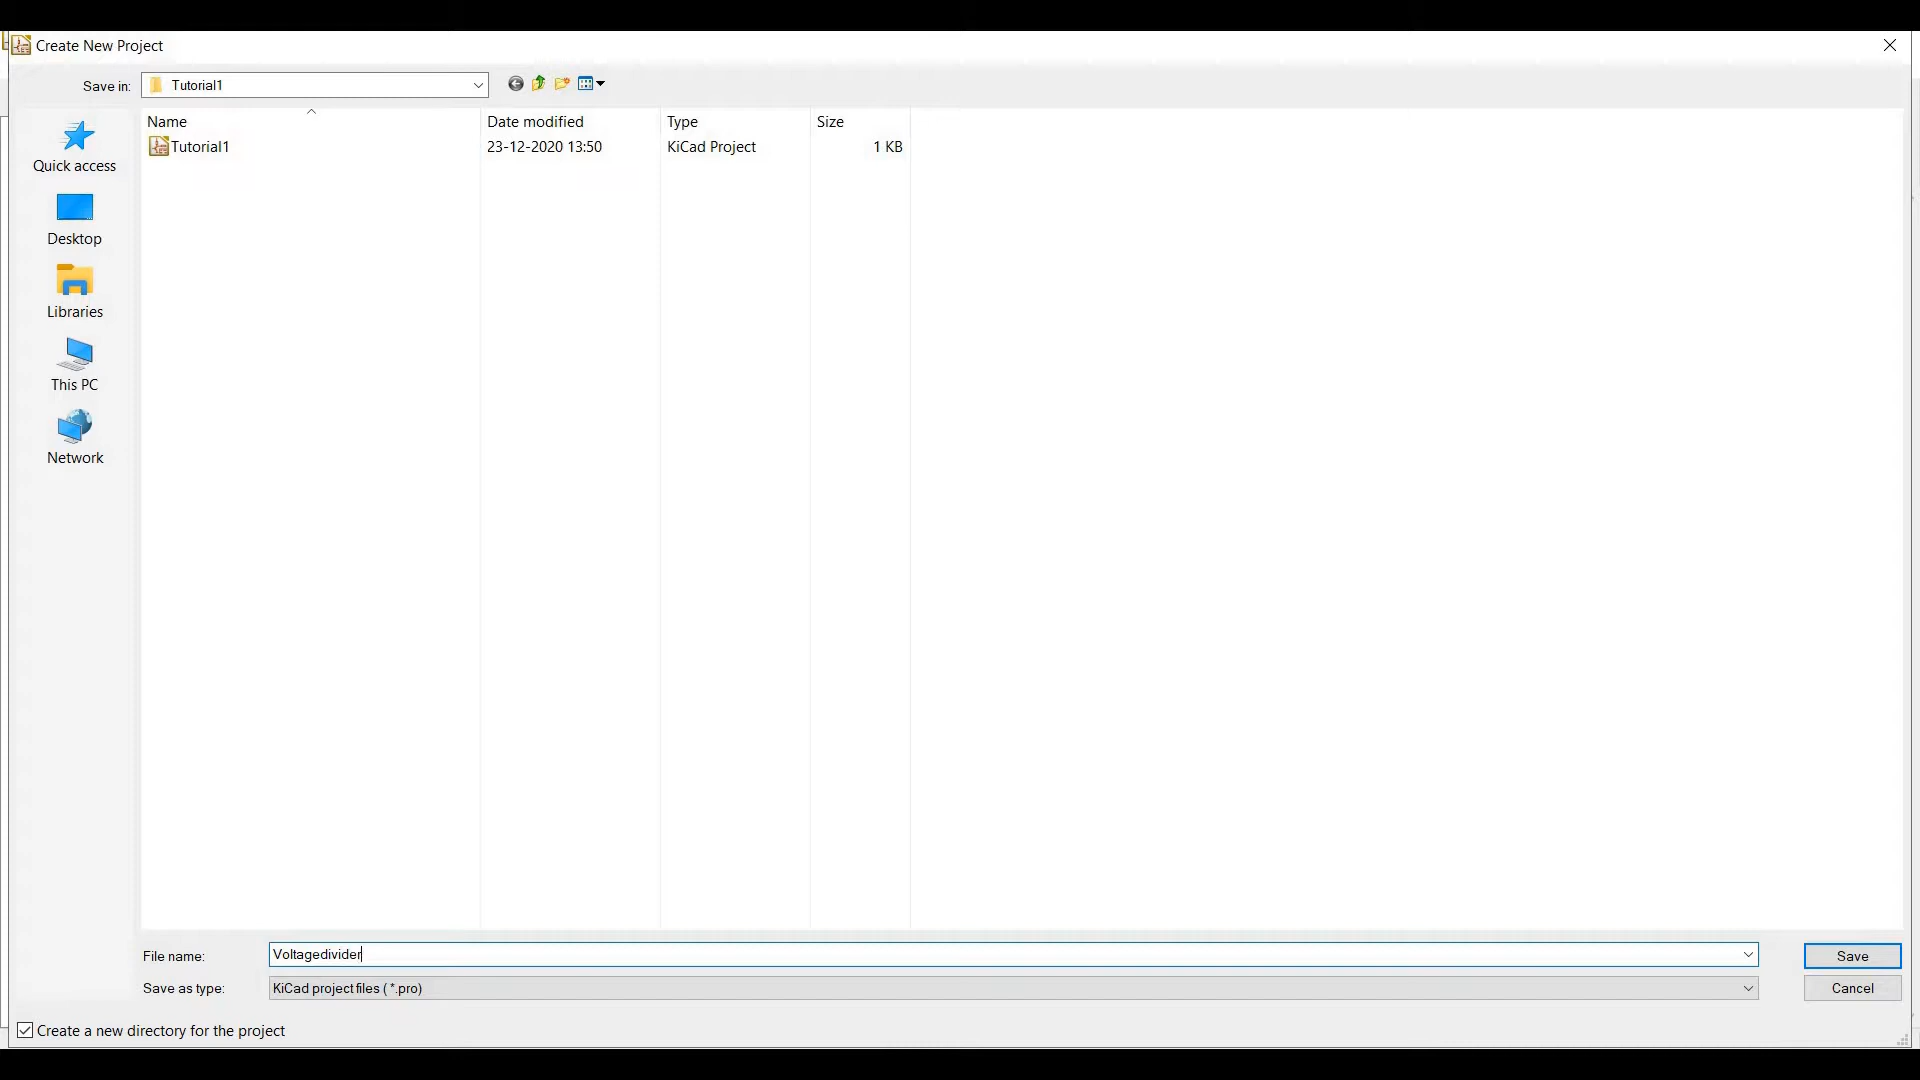 Create New Project
Save in: Tutorial1
Name Date modified Type Size
Tutorial1 23-12-2020 13:50 KiCad Project 1 KB
Quick access
Desktop
Libraries
This PC
Network
File name: Voltagedivider Save
Save as type: KiCad project files ( *.pro) Cancel
Create a new directory for the project